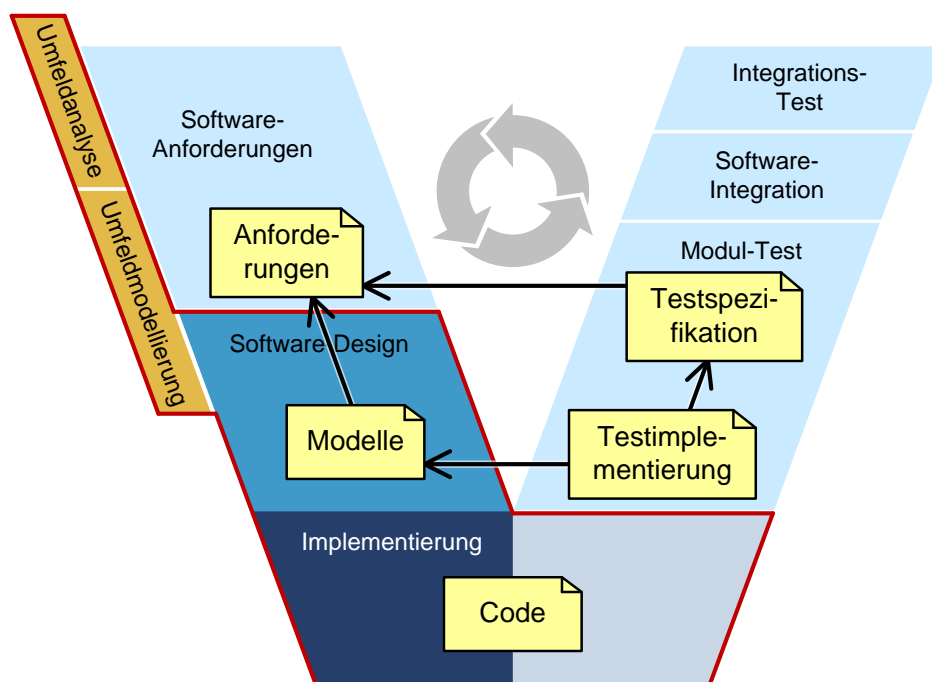 Umfeldanalyse
Umfeldmodellierung
Software-
Anforderungen
Anforde-
rungen
Software-Design
Modelle
Implementierung
Code
Integrations-
Test
Software-
Integration
Modul-Test
Testspezi-
fikation
Testimple-
mentierung